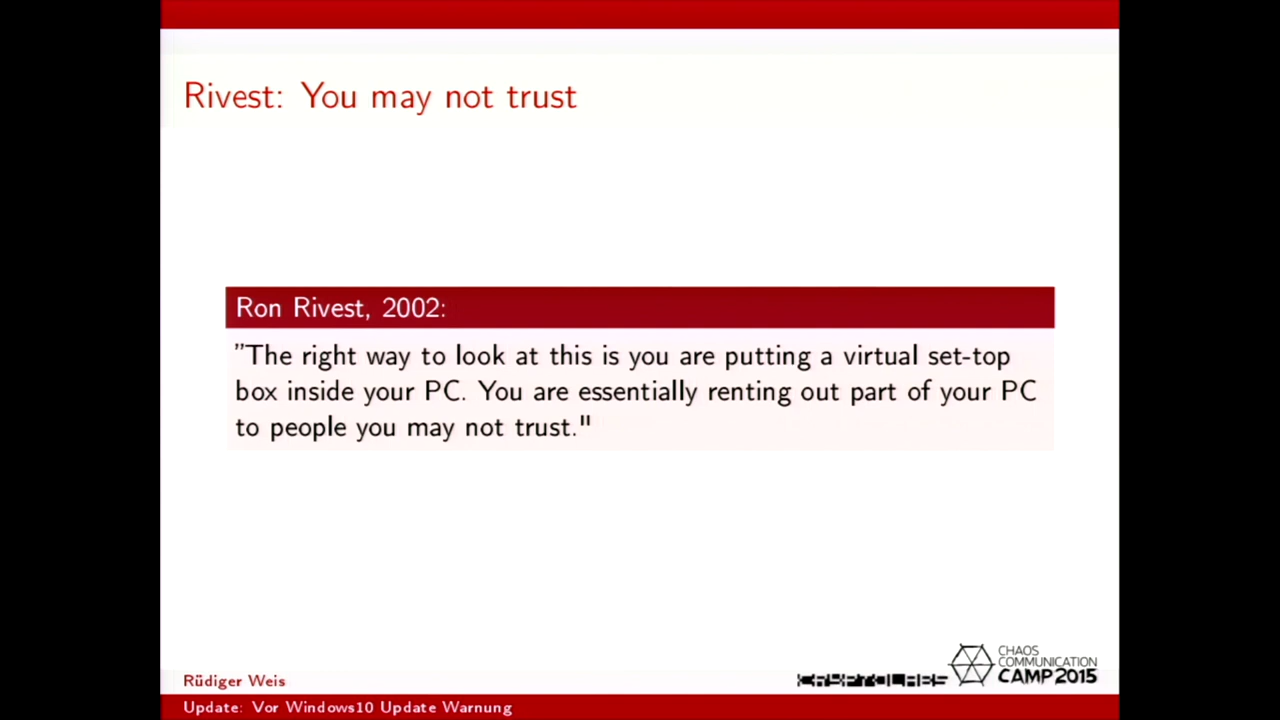 Rivest: You may not trust
Ron Rivest, 2002:
"The right way to look at this is you are putting a virtual set-top
box inside your PC. You are essentially renting out part of your PC
to people you may not trust."
CHAOS
COMMUNICATION
CAMP 2015
Rüdiger Weis
CRYPTOLABS
Update: Vor Windows10 Update Warnung